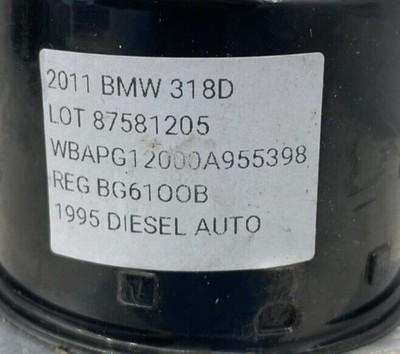 2011 BMW 318D
LOT 87581205
WBAPG12000A955398
REG BG61OOB
1995 DIESEL AUTO